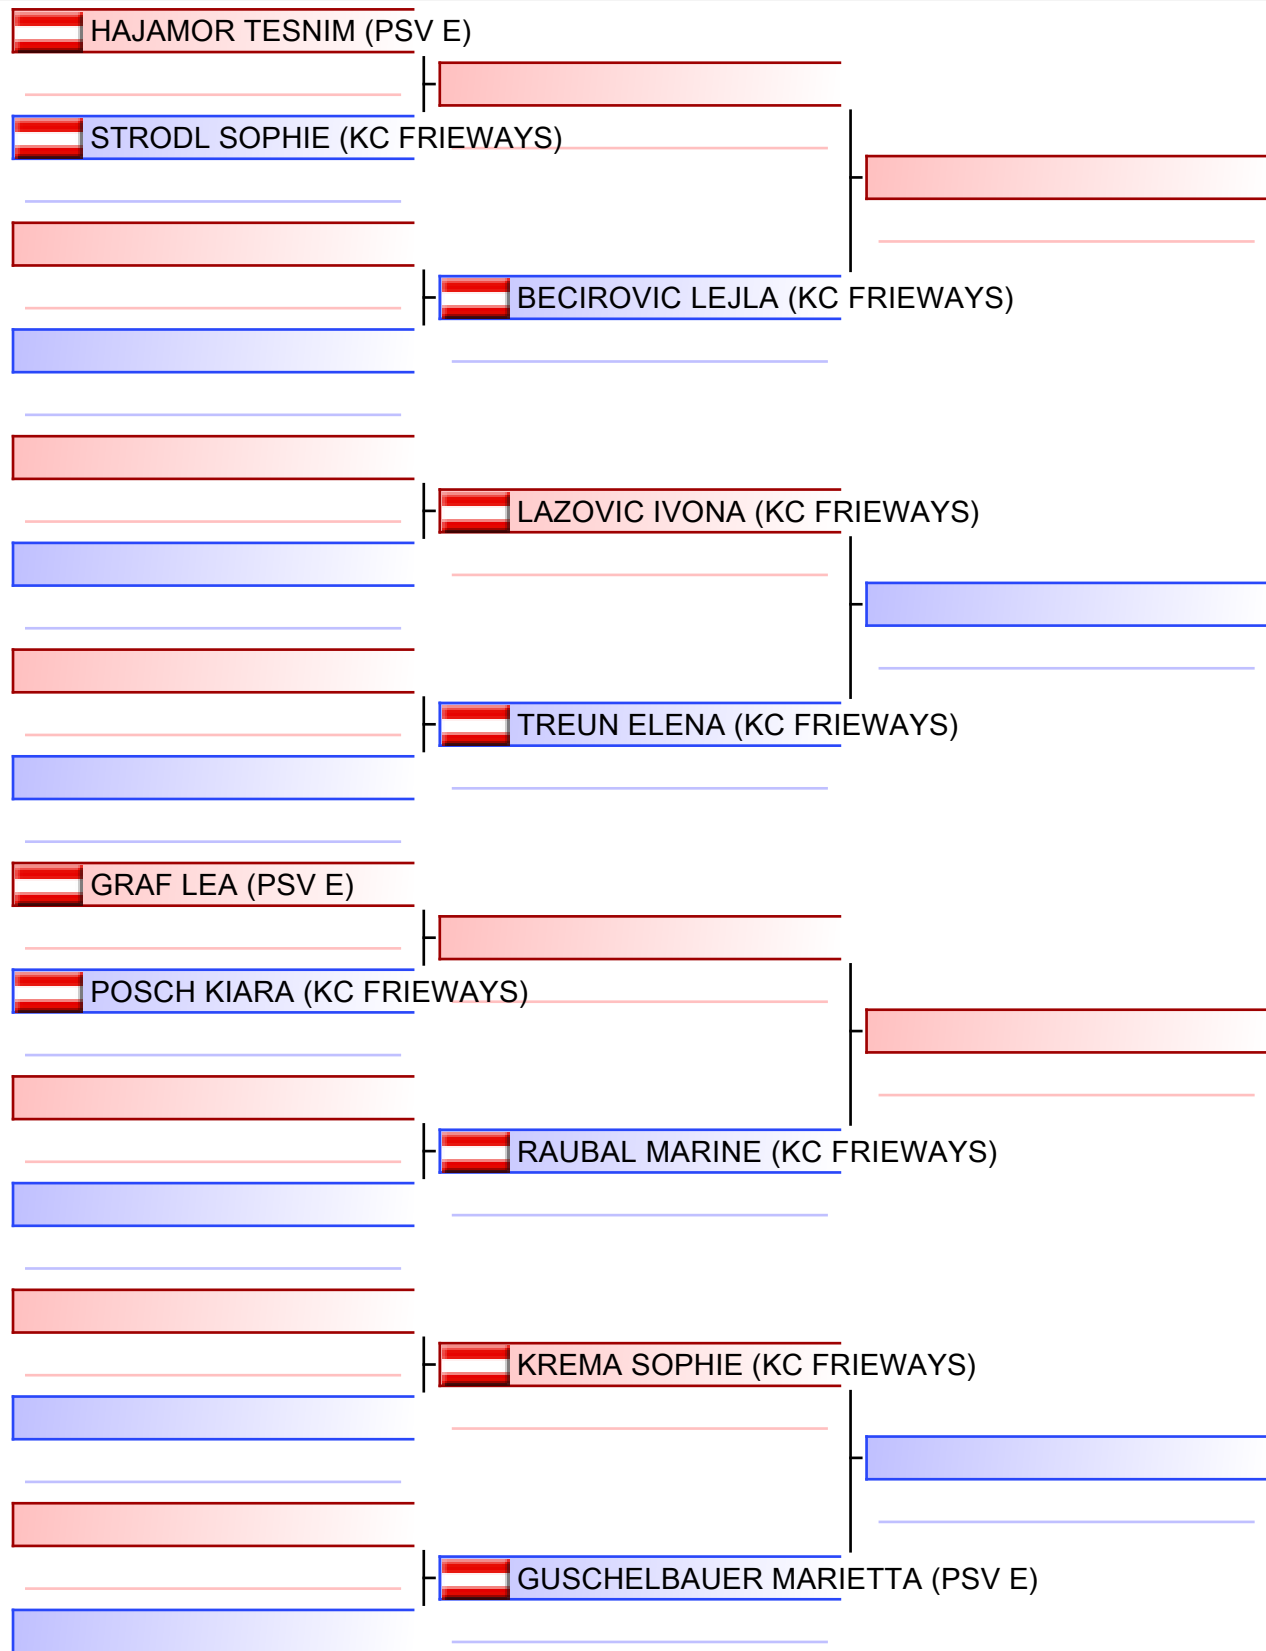 HAJAMOR TESNIM (PSV E)
STRODL SOPHIE (KC FRIEWAYS)
BECIROVIC LEJLA (KC FRIEWAYS)
LAZOVIC IVONA (KC FRIEWAYS)
TREUN ELENA (KC FRIEWAYS)
GRAF LEA (PSV E)
POSCH KIARA (KC FRIEWAYS)
RAUBAL MARINE (KC FRIEWAYS)
KREMA SOPHIE (KC FRIEWAYS)
GUSCHELBAUER MARIETTA (PSV E)